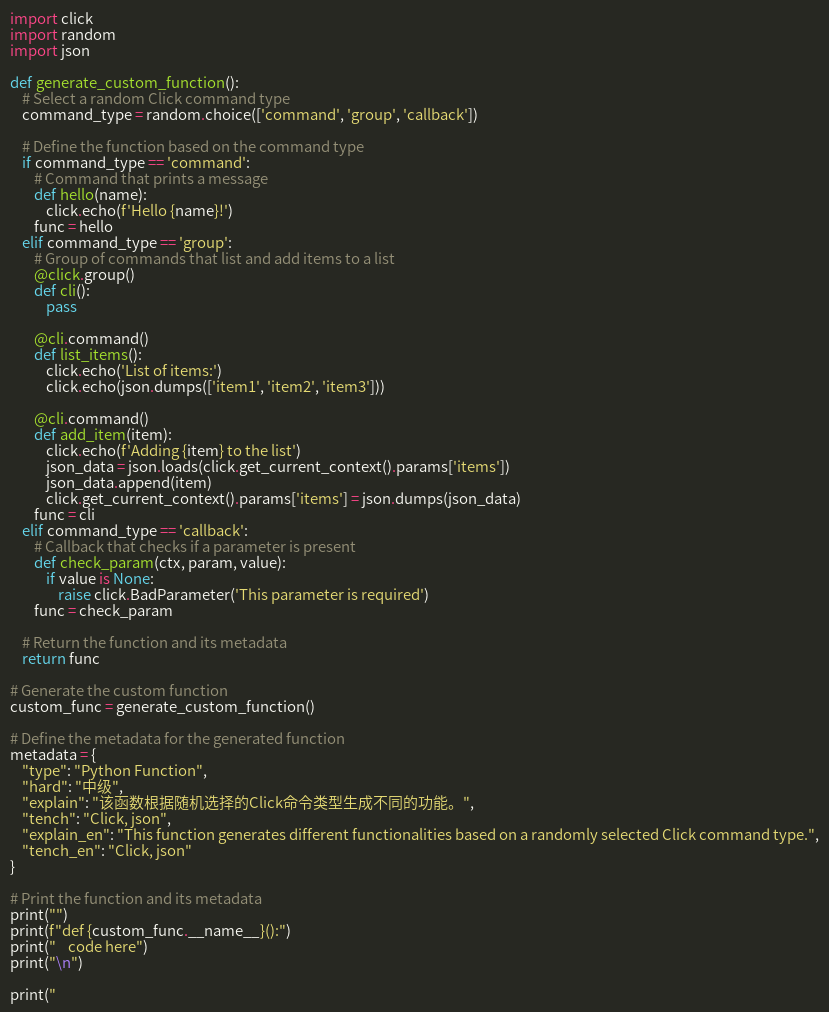 import click
import random
import json

def generate_custom_function():
    # Select a random Click command type
    command_type = random.choice(['command', 'group', 'callback'])

    # Define the function based on the command type
    if command_type == 'command':
        # Command that prints a message
        def hello(name):
            click.echo(f'Hello {name}!')
        func = hello
    elif command_type == 'group':
        # Group of commands that list and add items to a list
        @click.group()
        def cli():
            pass

        @cli.command()
        def list_items():
            click.echo('List of items:')
            click.echo(json.dumps(['item1', 'item2', 'item3']))

        @cli.command()
        def add_item(item):
            click.echo(f'Adding {item} to the list')
            json_data = json.loads(click.get_current_context().params['items'])
            json_data.append(item)
            click.get_current_context().params['items'] = json.dumps(json_data)
        func = cli
    elif command_type == 'callback':
        # Callback that checks if a parameter is present
        def check_param(ctx, param, value):
            if value is None:
                raise click.BadParameter('This parameter is required')
        func = check_param

    # Return the function and its metadata
    return func

# Generate the custom function
custom_func = generate_custom_function()

# Define the metadata for the generated function
metadata = {
    "type": "Python Function",
    "hard": "中级",
    "explain": "该函数根据随机选择的Click命令类型生成不同的功能。",
    "tench": "Click, json",
    "explain_en": "This function generates different functionalities based on a randomly selected Click command type.",
    "tench_en": "Click, json"
}

# Print the function and its metadata
print("")
print(f"def {custom_func.__name__}():")
print("    code here")
print("\n")

print("